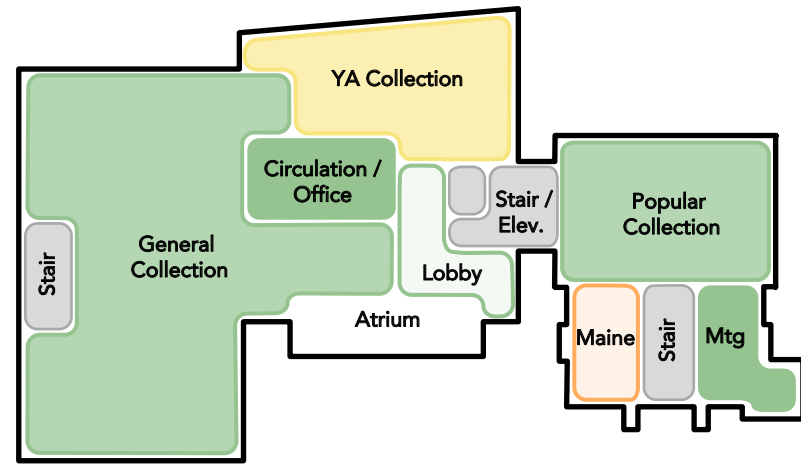 YA Collection
Circulation /
Office
Stair /
Elev.
Popular
Collection
General
Collection
Stair
Lobby
Atrium
Maine
Stair
Mtg